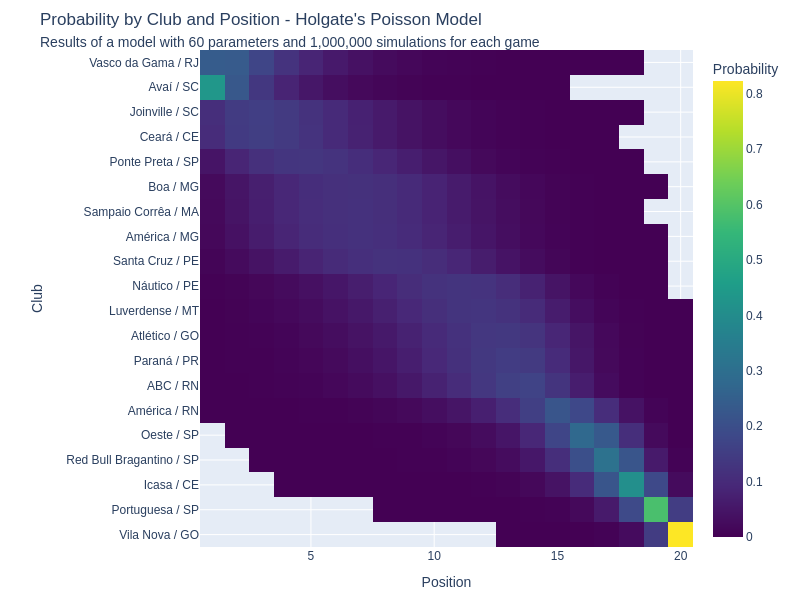 Probability by Club and Position - Holgate's Poisson Model
Results of a model with 60 parameters and 1,000,000 simulations for each game
Probability
Vasco da Gama / RJ
Avaí / SC
Joinville / SC
Ceará / CE
Ponte Preta / SP
Boa / MG
Sampaio Corrêa / MA
América / MG
Santa Cruz / PE
Náutico / PE
Luverdense / MT
Atlético / GO
Paraná / PR
ABC / RN
América / RN
Oeste / SP
Red Bull Bragantino / SP
Icasa / CE
Portuguesa / SP
Vila Nova / GO
Club
5
10
15
20
Position
0.8
0.7
0.6
0.5
0.4
0.3
0.2
0.1
0